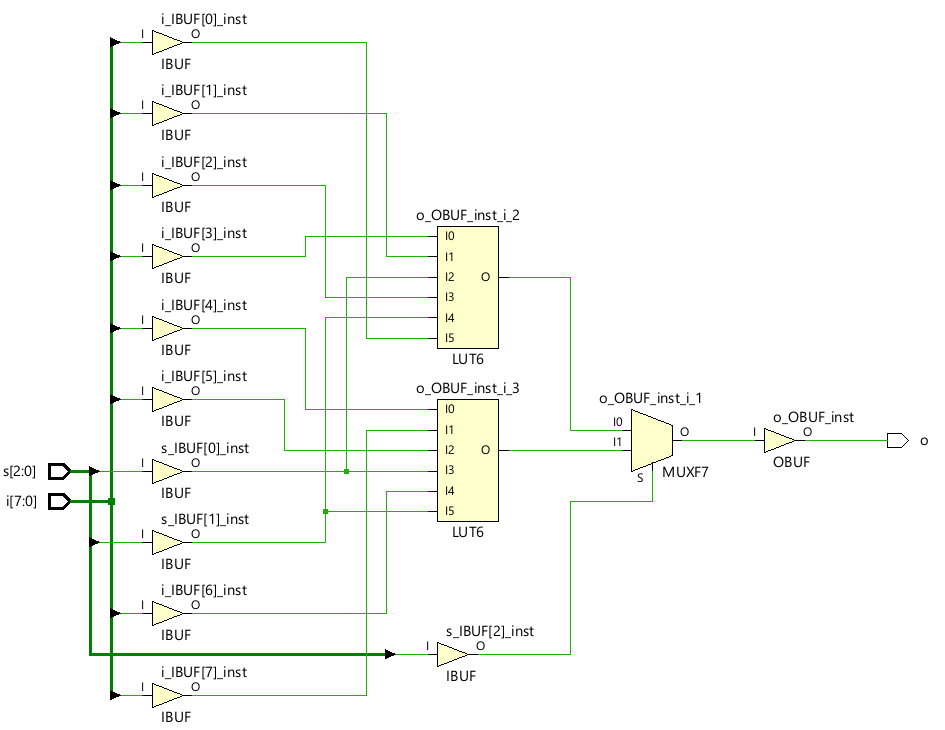 i_IBUF[0]_inst
I O
IBUF
i_IBUF[1]_inst
I O
IBUF
i_IBUF[2]_inst
I O
IBUF
i_IBUF[3]_inst
I O
IBUF
i_IBUF[4]_inst
I O
IBUF
i_IBUF[5]_inst
I O
IBUF
s[2:0]
i[7:0]
s_IBUF[0]_inst
I O
IBUF
s_IBUF[1]_inst
I O
IBUF
i_IBUF[6]_inst
I O
IBUF
i_IBUF[7]_inst
I O
IBUF
o_OBUF_inst_i_2
I0
I1
I2 O
I3
I4
I5
LUT6
o_OBUF_inst_i_3
I0
I1
I2 O
I3
I4
I5
LUT6
s_IBUF[2]_inst
I O
IBUF
o_OBUF_inst_i_1
I0
I1 O
S
MUXF7
o_OBUF_inst
I O
OBUF
o